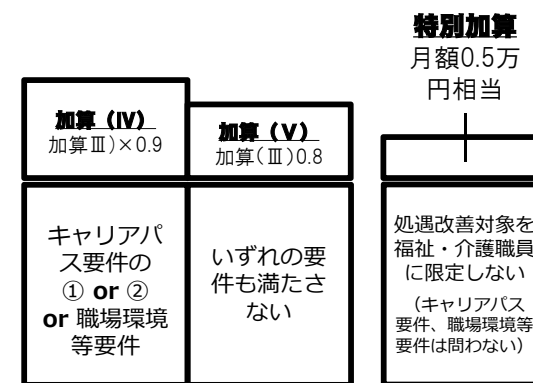 特別加算
月額0.5万
円相当
加算（Ⅳ）
加算Ⅲ)×0.9
加算（Ⅴ）
加算(Ⅲ)0.8
キャリアパ
ス要件の
① or ②
or 職場環境
等要件
いずれの要
件も満たさ
ない
処遇改善対象を
福祉・介護職員
に限定しない
（キャリアパス
要件、職場環境等
要件は問わない）